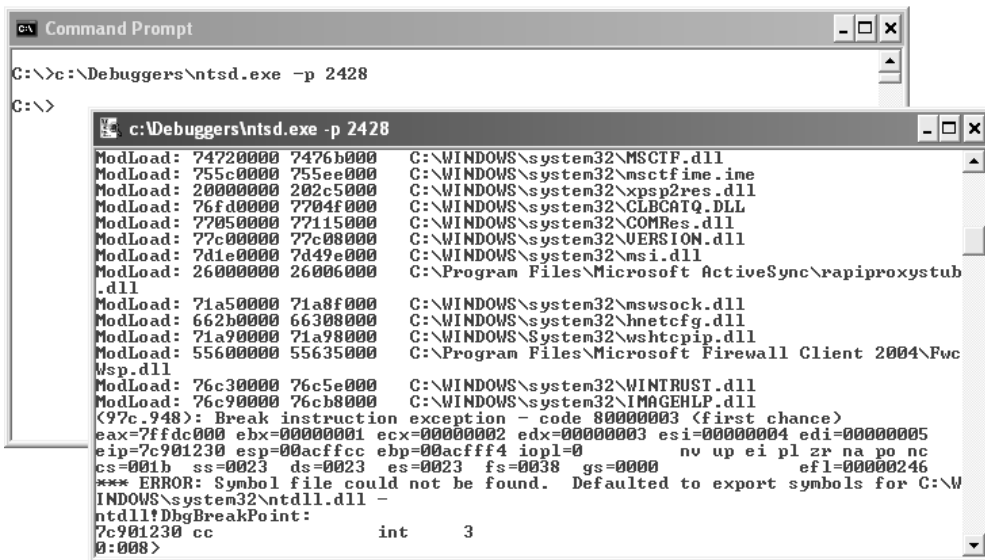 Command Prompt
C:\>c:\Debuggers\ntsd.exe -p 2428
C:\>
c:\Debuggers\ntsd.exe -p 2428
ModLoad: 74720000 7476b000   C:\WINDOWS\system32\MSCTF.dll
ModLoad: 755c0000 755ee000   C:\WINDOWS\system32\msctfime.ime
ModLoad: 20000000 202c5000   C:\WINDOWS\system32\xpsp2res.dll
ModLoad: 76fd0000 7704f000   C:\WINDOWS\system32\CLBCATQ.DLL
ModLoad: 77050000 77115000   C:\WINDOWS\system32\COMRes.dll
ModLoad: 77c00000 77c08000   C:\WINDOWS\system32\VERSION.dll
ModLoad: 7d1e0000 7d49e000   C:\WINDOWS\system32\msi.dll
ModLoad: 26000000 26006000   C:\Program Files\Microsoft ActiveSync\rapiproxystub
.dll
ModLoad: 71a50000 71a8f000   C:\WINDOWS\system32\mswsock.dll
ModLoad: 662b0000 66308000   C:\WINDOWS\system32\hnetcfg.dll
ModLoad: 71a90000 71a98000   C:\WINDOWS\System32\wshtcpip.dll
ModLoad: 55600000 55635000   C:\Program Files\Microsoft Firewall Client 2004\Fwc
Wsp.dll
ModLoad: 76c30000 76c5e000   C:\WINDOWS\system32\WINTRUST.dll
ModLoad: 76c90000 76cb8000   C:\WINDOWS\system32\IMAGEHLP.dll
(97c.948): Break instruction exception - code 80000003 (first chance)
eax=7ffdc000 ebx=00000001 ecx=00000002 edx=00000003 esi=00000004 edi=00000005
eip=7c901230 esp=00acffcc ebp=00acfff4 iopl=0         nv up ei pl zr na po nc
cs=001b  ss=0023  ds=0023  es=0023  fs=0038  gs=0000             efl=00000246
*** ERROR: Symbol file could not be found.  Defaulted to export symbols for C:\W
INDOWS\system32\ntdll.dll -
ntdll!DbgBreakPoint:
7c901230 cc               int     3
0:008>